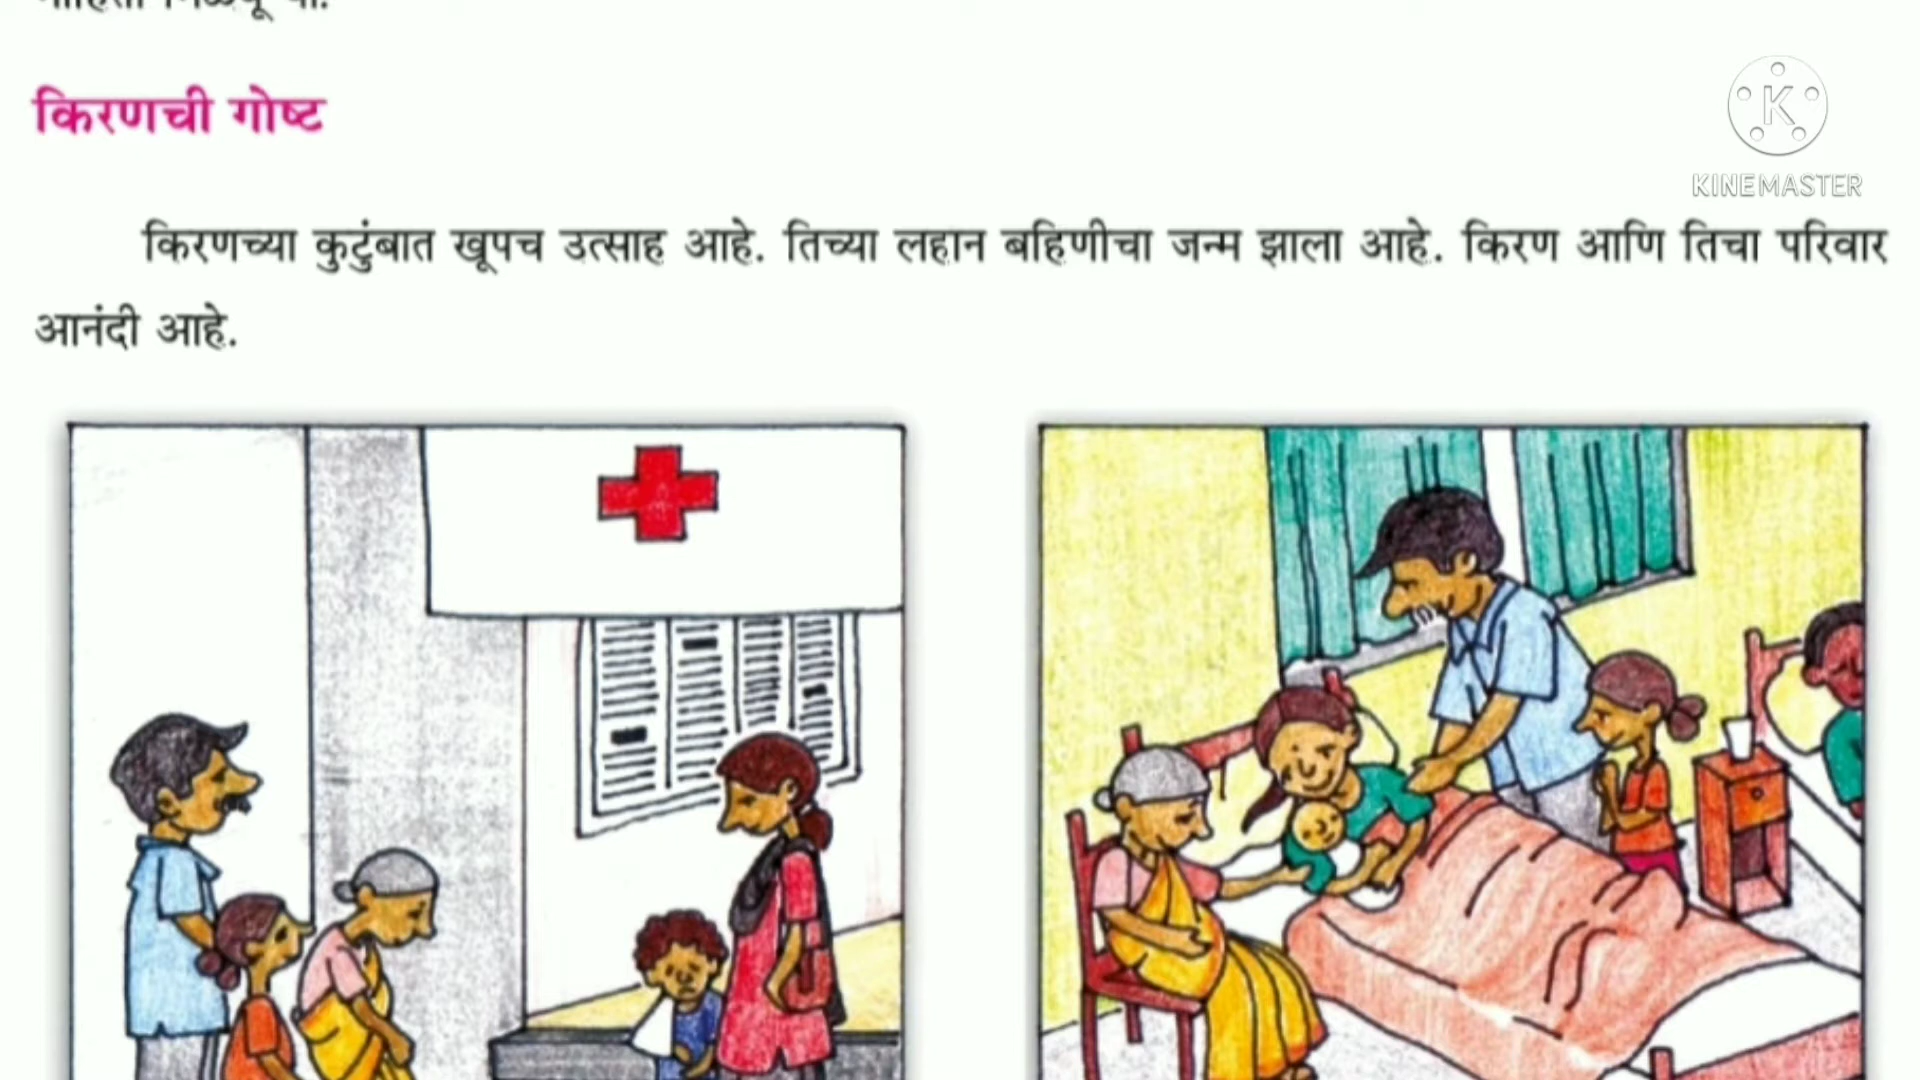 किरणची गोष्ट
KINEMASTER
किरणच्या कुटुंबात खूपच उत्साह आहे. तिच्या लहान बहिणीचा जन्म झाला आहे. किरण आणि तिचा परिवार
आनंदी आहे.